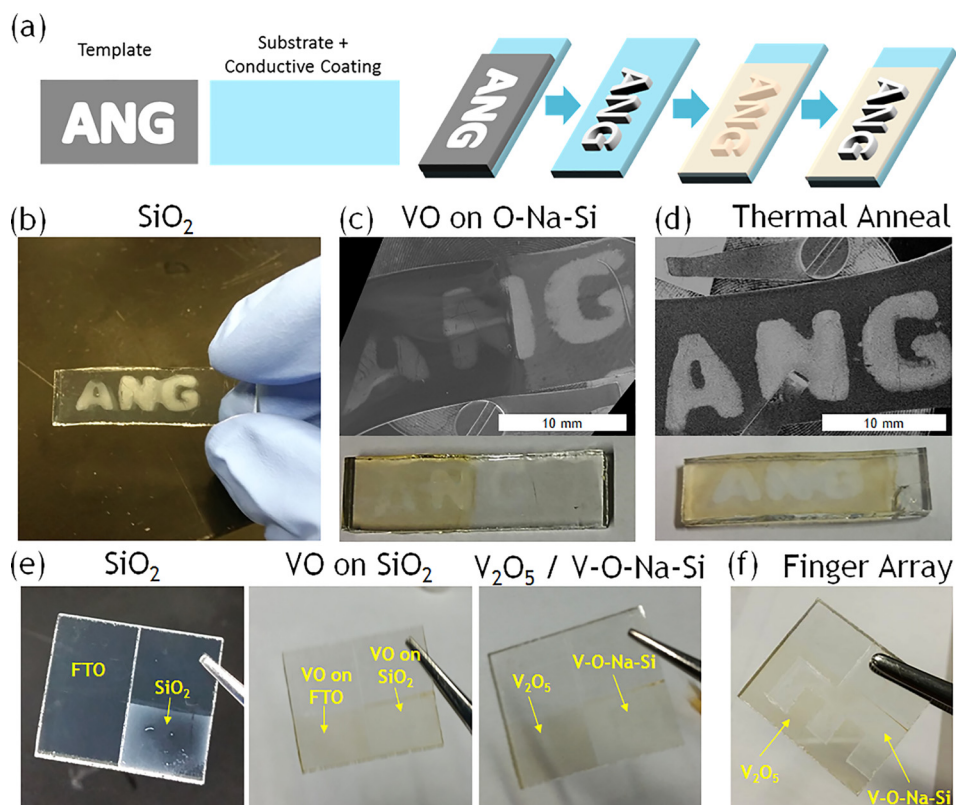 (a)
Template
Substrate +
Conductive Coating
ANG
ANG
ANG
ANG
ANG
(b)
SiO₂
ANG
(c)
VO on O-Na-Si
ANG
10 mm
AN
(d)
Thermal Anneal
ANG
10 mm
ANG
(e)
SiO₂
FTO
SiO₂
VO on SiO₂
VO on
FTO
VO on
SiO₂
V₂O₅ / V-O-Na-Si
V₂O₅
V-O-Na-Si
(f)
Finger Array
V₂O₅
V-O-Na-Si